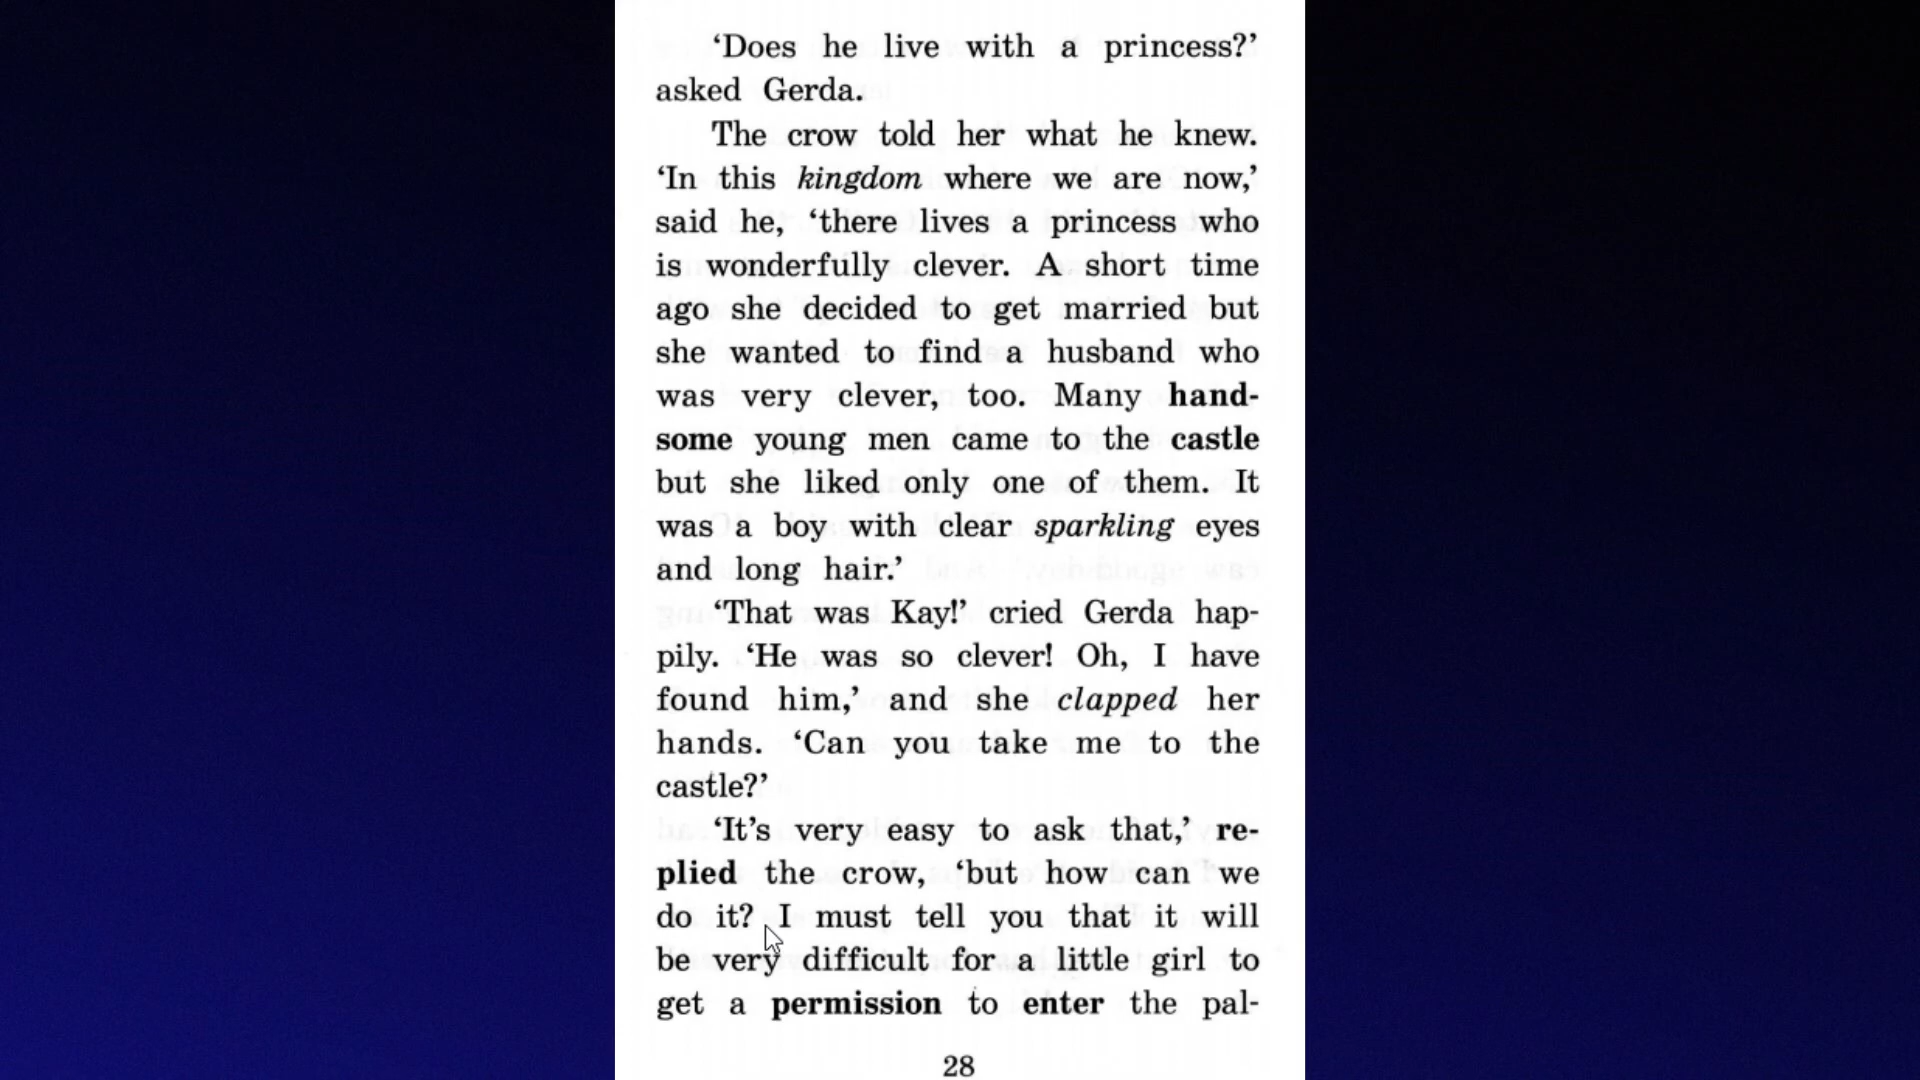 ‘Does he live with a princess?’
asked Gerda.
The crow told her what he knew.
‘In this kingdom where we are now,’
said he, ‘there lives a princess who
is wonderfully clever. A short time
ago she decided to get married but
she wanted to find a husband who
was very clever, too. Many hand-
some young men came to the castle
but she liked only one of them. It
was a boy with clear sparkling eyes
and long hair.’
‘That was Kay!’ cried Gerda hap-
pily. ‘He was so clever! Oh, I have
found him,’ and she clapped her
hands. ‘Can you take me to the
castle?’
‘It’s very easy to ask that,’ re-
plied the crow, ‘but how can we
do it? I must tell you that it will
be very difficult for a little girl to
get a permission to enter the pal-
28